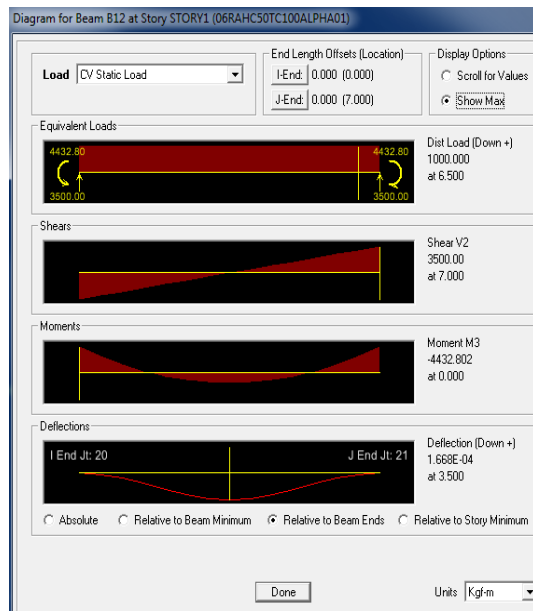 Diagram for Beam B12 at Story STORY1 (06RAHC50TC100ALPHA01)
Load CV Static Load
End Length Offsets (Location)
I-End: 0.000 (0.000)
J-End: 0.000 (7.000)
Display Options
Scroll for Values
Show Max
Equivalent Loads
4432.80 4432.80
3500.00 3500.00
Dist Load (Down +)
1000.000
at 6.500
Shears
Shear V2
3500.00
at 7.000
Moments
Moment M3
-4432.802
at 0.000
Deflections
I End Jt: 20 J End Jt: 21
Deflection (Down +)
1.668E-04
at 3.500
Absolute Relative to Beam Minimum Relative to Beam Ends Relative to Story Minimum
Done Units Kgf-m